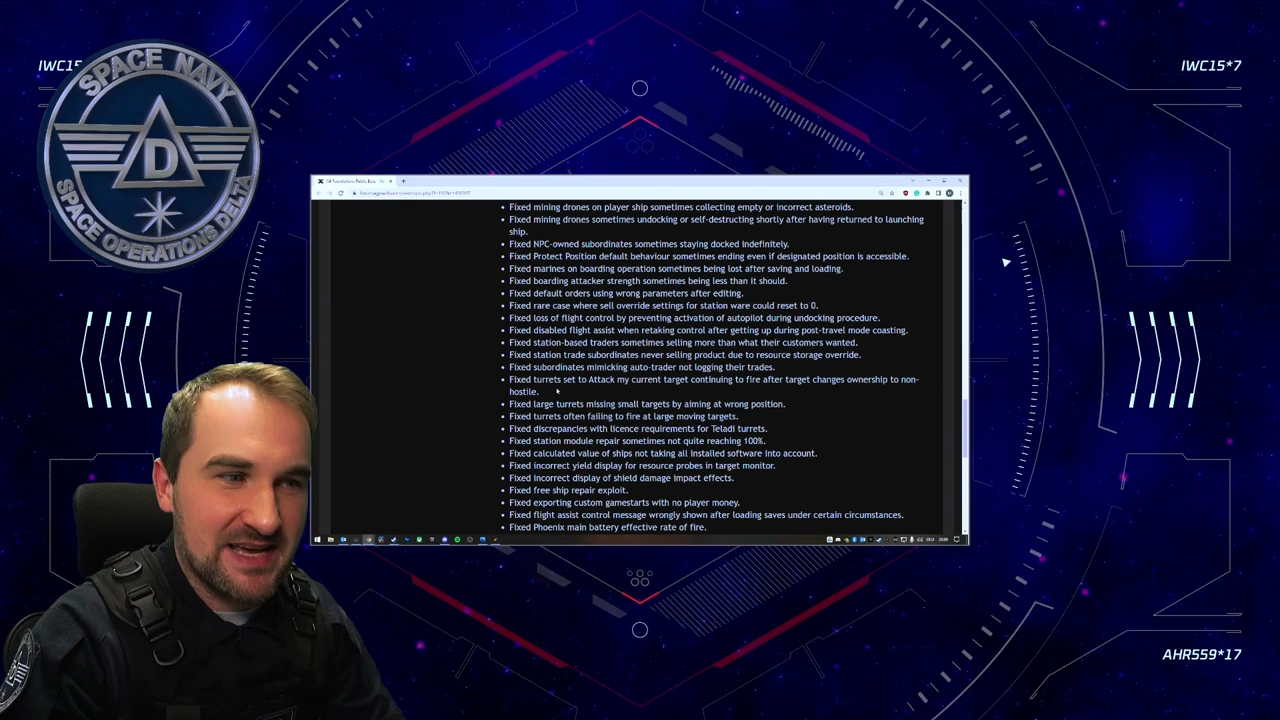 IWC15
IWC15*7
SPACE NAVY
D
SPACE OPERATIONS DELTA
Fixed mining drones on player ship sometimes collecting empty or incorrect asteroids.
Fixed mining drones sometimes undocking or self-destructing shortly after having returned to launching
ship.
Fixed NPC-owned subordinates sometimes staying docked indefinitely.
Fixed Protect Position default behaviour sometimes ending even if designated position is accessible.
Fixed marines on boarding operation sometimes being lost after saving and loading.
Fixed boarding attacker strength sometimes being less than it should.
Fixed default orders using wrong parameters after editing.
Fixed rare case where sell override settings for station ware could reset to 0.
Fixed loss of flight control by preventing activation of autopilot during undocking procedure.
Fixed disabled flight assist when retaking control after getting up during post-travel mode coasting.
Fixed station-based traders sometimes selling more than what their customers wanted.
Fixed station trade subordinates never selling product due to resource storage override.
Fixed subordinates mimicking auto-trader not logging their trades.
Fixed turrets set to Attack my current target continuing to fire after target changes ownership to non-
hostile.
Fixed large turrets missing small targets by aiming at wrong position.
Fixed turrets often failing to fire at large moving targets.
Fixed discrepancies with licence requirements for Teladi turrets.
Fixed station module repair sometimes not quite reaching 100%.
Fixed calculated value of ships not taking all installed software into account.
Fixed incorrect yield display for resource probes in target monitor.
Fixed incorrect display of shield damage impact effects.
Fixed free ship repair exploit.
Fixed exporting custom gamestarts with no player money.
Fixed flight assist control message wrongly shown after loading saves under certain circumstances.
Fixed Phoenix main battery effective rate of fire.
AHR559*17